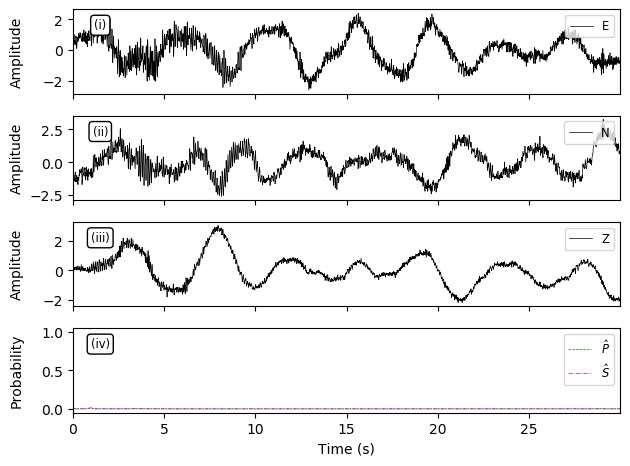 Amplitude
2
0
−2
(i)
E
Amplitude
2.5
0.0
−2.5
(ii)
N
Amplitude
2
0
−2
(iii)
Z
Probability
1.0
0.5
0.0
(iv)
P̂
Ŝ
0 5 10 15 20 25
Time (s)